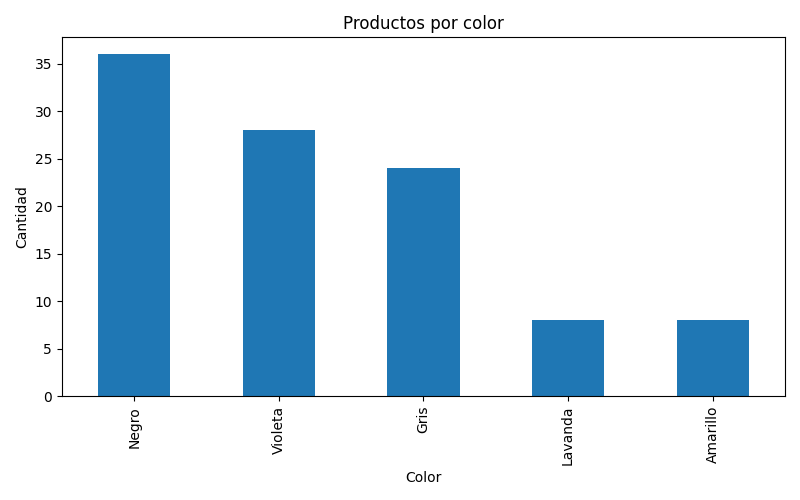 Productos por color
35
30
25
20
15
10
5
0
Cantidad
Negro
Violeta
Gris
Lavanda
Amarillo
Color